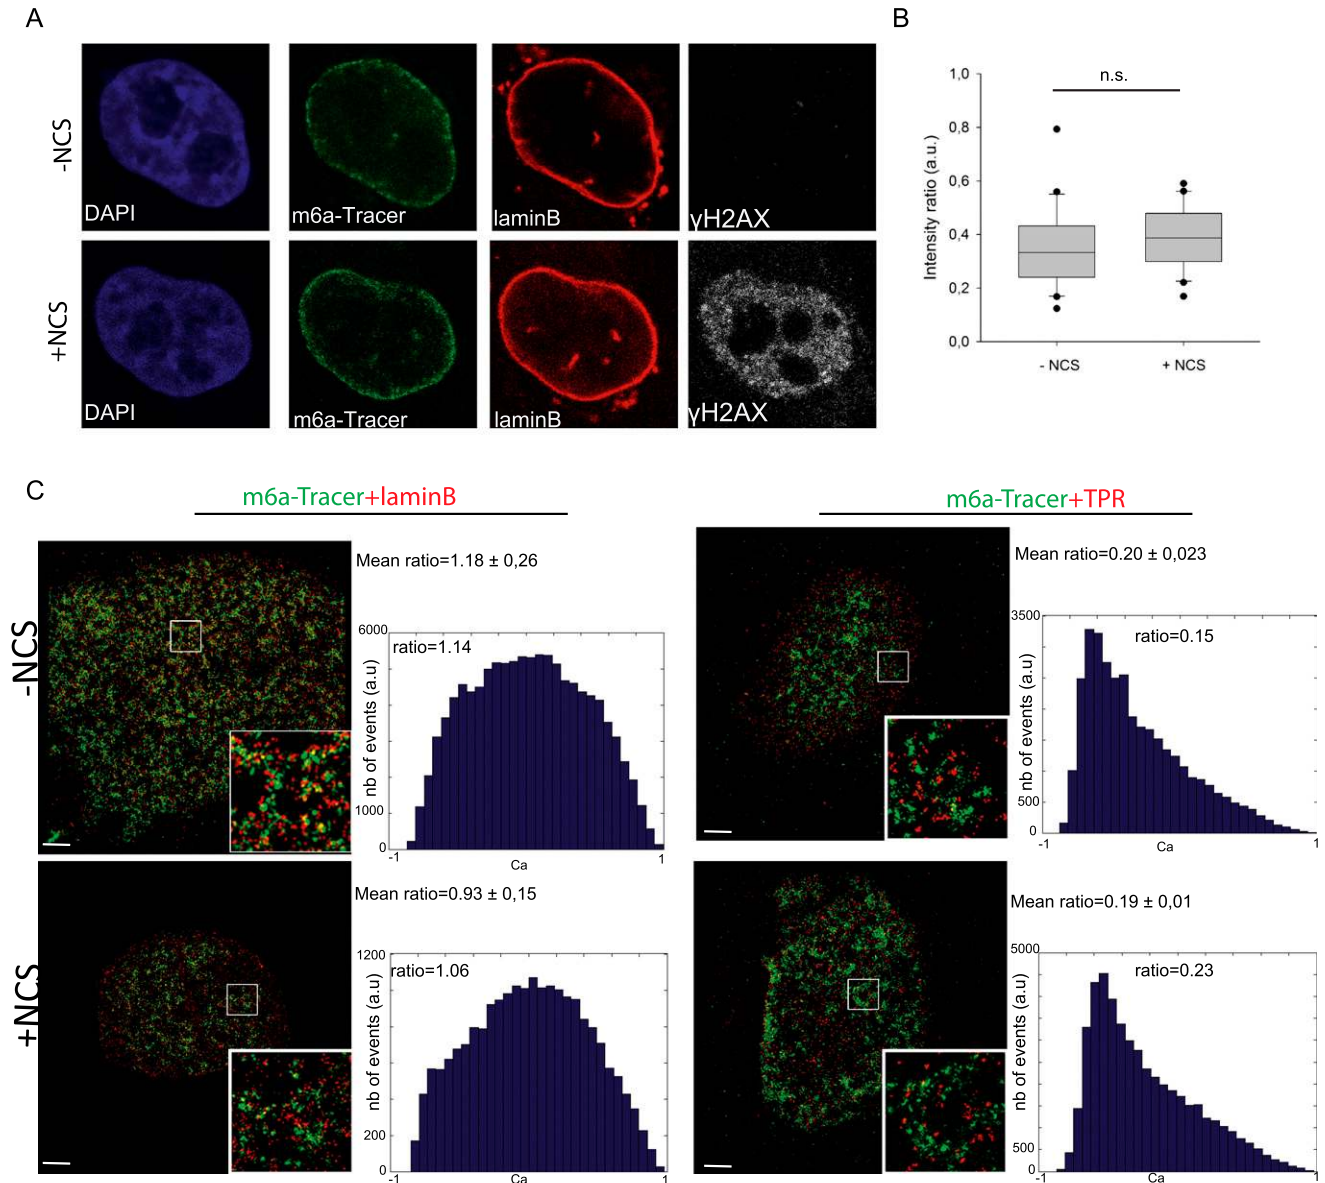 A
-NCS
DAPI
m6a-Tracer
laminB
γH2AX
+NCS
DAPI
m6a-Tracer
laminB
γH2AX
B
n.s.
Intensity ratio (a.u.)
1,0
0,8
0,6
0,4
0,2
0,0
- NCS
+ NCS
C
m6a-Tracer+laminB
-NCS
Mean ratio=1.18 ± 0,26
ratio=1.14
nb of events (a.u)
6000
1000
0
-1
Ca
1
m6a-Tracer+TPR
Mean ratio=0.20 ± 0,023
ratio=0.15
nb of events (a.u)
3500
500
0
-1
Ca
1
+NCS
Mean ratio=0.93 ± 0,15
ratio=1.06
nb of events (a.u)
1200
200
0
-1
Ca
1
Mean ratio=0.19 ± 0,01
ratio=0.23
nb of events (a.u)
5000
500
0
-1
Ca
1